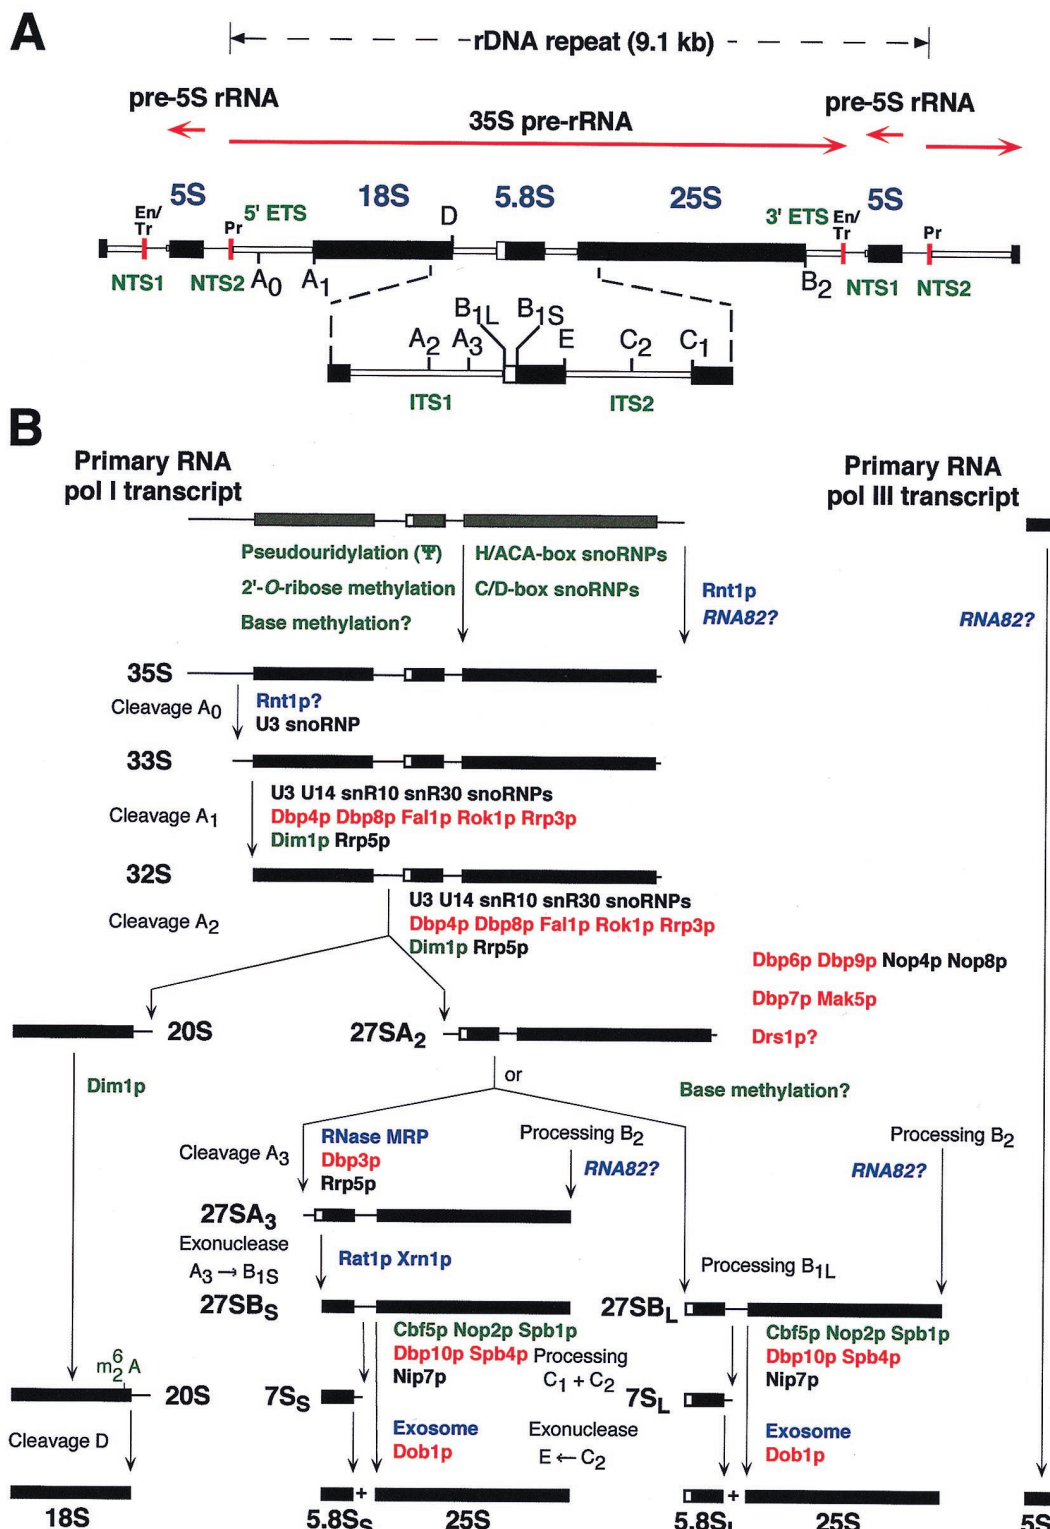 A
rDNA repeat (9.1 kb)
pre-5S rRNA
35S pre-rRNA
pre-5S rRNA
5S
18S
5.8S
25S
5S
En/
Tr
Pr
5' ETS
D
3' ETS
En/
Tr
Pr
NTS1
NTS2
A0
A1
B2
NTS1
NTS2
A2
A3
B1L
B1S
E
C2
C1
ITS1
ITS2
B
Primary RNA
pol I transcript
Primary RNA
pol III transcript
Pseudouridylation (Ψ)
H/ACA-box snoRNPs
2'-O-ribose methylation
C/D-box snoRNPs
Base methylation?
Rnt1p
RNA82?
RNA82?
35S
Cleavage A0
Rnt1p?
U3 snoRNP
33S
Cleavage A1
U3 U14 snR10 snR30 snoRNPs
Dbp4p Dbp8p Fal1p Rok1p Rrp3p
Dim1p Rrp5p
32S
Cleavage A2
U3 U14 snR10 snR30 snoRNPs
Dbp4p Dbp8p Fal1p Rok1p Rrp3p
Dim1p Rrp5p
Dbp6p Dbp9p Nop4p Nop8p
Dbp7p Mak5p
Drs1p?
20S
27SA2
Dim1p
or
Base methylation?
Cleavage A3
RNase MRP
Dbp3p
Rrp5p
Processing B2
RNA82?
Processing B2
RNA82?
27SA3
Exonuclease
A3 → B1S
Rat1p Xrn1p
Processing B1L
27SBS
27SBL
Cbf5p Nop2p Spb1p
Dbp10p Spb4p
Nip7p
Processing
C1 + C2
Cbf5p Nop2p Spb1p
Dbp10p Spb4p
Nip7p
m62A
20S
7SS
7SL
Cleavage D
Exosome
Dob1p
Exonuclease
E ← C2
Exosome
Dob1p
+
+
18S
5.8SS
25S
5.8SL
25S
5S